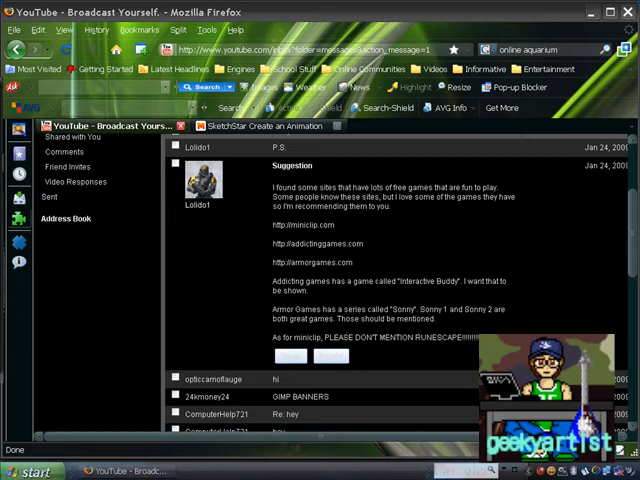 YouTube - Broadcast Yourself. - Mozilla Firefox
File Edit View History Bookmarks Split Tools Help
http://www.youtube.com/inbox?folder=messages&action_message=1
online aquarium
Most Visited Getting Started Latest Headlines Engines School Stuff Online Communities Videos Informative Entertainment
Ask Search Images Weather News Highlight Resize Pop-up Blocker
AVG Search Search-Shield AVG Info Get More
YouTube - Broadcast Yours... SketchStar Create an Animation
Shared with You
Comments
Friend Invites
Video Responses
Sent
Address Book
Lolido1 P.S. Jan 24, 2009
Suggestion Jan 24, 2009
Lolido1
I found some sites that have lots of free games that are fun to play.
Some people know these sites, but I love some of the games they have
so I'm recommending them to you.
http://miniclip.com
http://addictinggames.com
http://armorgames.com
Addicting games has a game called "Interactive Buddy". I want that to
be shown.
Armor Games has a series called "Sonny". Sonny 1 and Sonny 2 are
both great games. Those should be mentioned.
As for miniclip, PLEASE DON'T MENTION RUNESCAPE!!!!!!!!
opticcamoflauge hi
24kmoney24 GIMP BANNERS
ComputerHelp721 Re: hey
geekyartist
Done
start YouTube - Broadc...